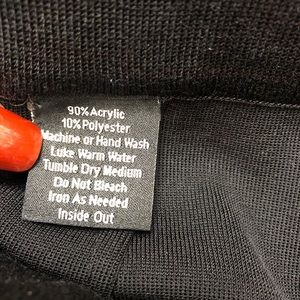 90% Acrylic
10% Polyester
Machine or Hand Wash
Luke Warm Water
Tumble Dry Medium
Do Not Bleach
Iron As Needed
Inside Out